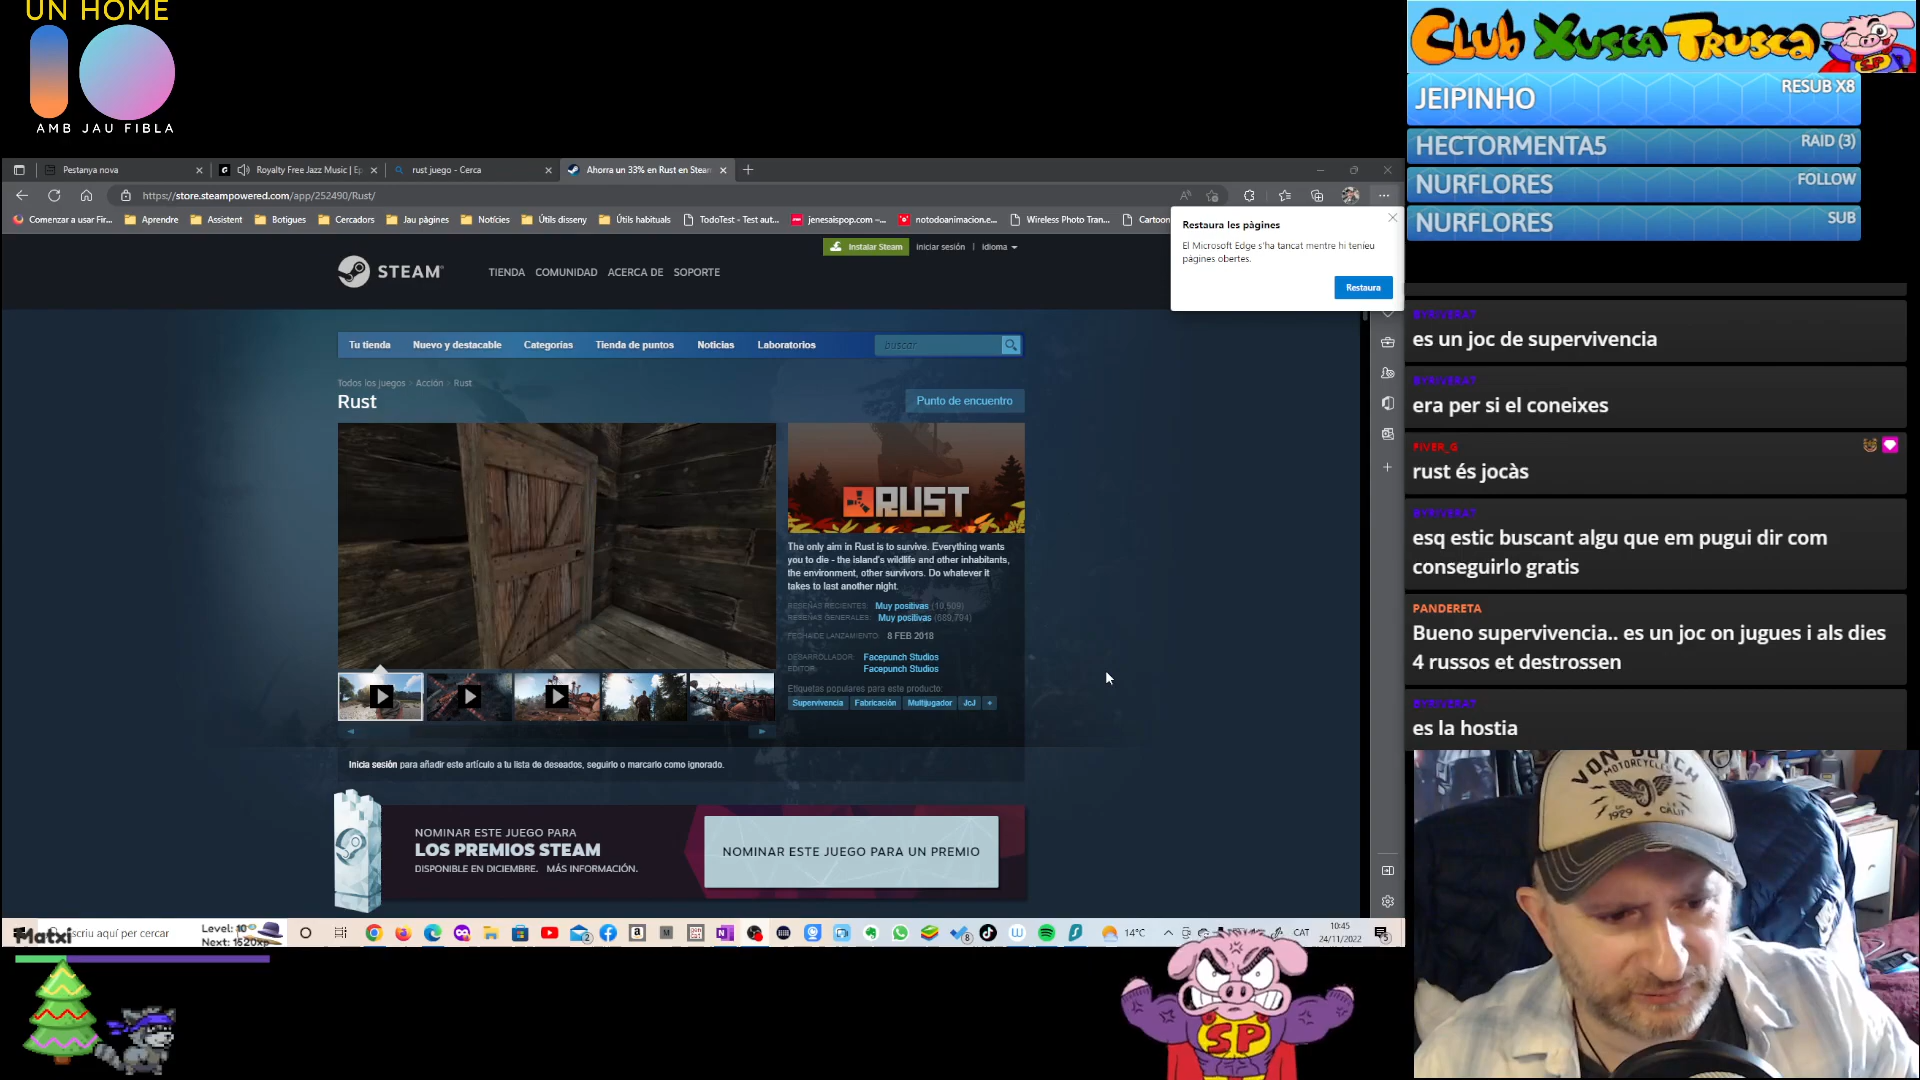 UN HOME
AMB JAU FIBLA
Pestanya nova
Royalty Free Jazz Music | Ep
rust juego - Cerca
Ahorra un 33% en Rust en Steam
https://store.steampowered.com/app/252490/Rust/
Comenzar a usar Fir...
Aprendre
Assistent
Botigues
Cercadors
Jau pàgines
Notícies
Útils disseny
Útils habituals
TodoTest - Test aut...
jenesaispop.com –...
notodoanimacion.e...
Wireless Photo Tran...
Cartoon
Restaura les pàgines
El Microsoft Edge s'ha tancat mentre hi teníeu
pàgines obertes.
Restaura
Instalar Steam
iniciar sesión | idioma
STEAM
TIENDA COMUNIDAD ACERCA DE SOPORTE
Tu tienda Nuevo y destacable Categorías Tienda de puntos Noticias Laboratorios
buscar
Todos los juegos > Acción > Rust
Rust
Punto de encuentro
RUST
The only aim in Rust is to survive. Everything wants
you to die - the island's wildlife and other inhabitants,
the environment, other survivors. Do whatever it
takes to last another night.
RESEÑAS RECIENTES: Muy positivas (10,509)
RESEÑAS GENERALES: Muy positivas (689,794)
FECHA DE LANZAMIENTO: 8 FEB 2018
DESARROLLADOR: Facepunch Studios
EDITOR: Facepunch Studios
Etiquetas populares para este producto:
Supervivencia Fabricación Multijugador JcJ +
Inicia sesión para añadir este artículo a tu lista de deseados, seguirlo o marcarlo como ignorado.
NOMINAR ESTE JUEGO PARA
LOS PREMIOS STEAM
DISPONIBLE EN DICIEMBRE. MÁS INFORMACIÓN.
NOMINAR ESTE JUEGO PARA UN PREMIO
scriu aquí per cercar
Matxi
Level: 10
Next: 1520xp
14°C
CAT
10:45
24/11/2022
SP
CLUB XUSCA TRUSCA
SP
JEIPINHO RESUB X8
HECTORMENTA5 RAID (3)
NURFLORES FOLLOW
NURFLORES SUB
BYRIVERAT
es un joc de supervivencia
BYRIVERAT
era per si el coneixes
FIVER_G
rust és jocàs
BYRIVERAT
esq estic buscant algu que em pugui dir com
conseguirlo gratis
PANDERETA
Bueno supervivencia.. es un joc on jugues i als dies
4 russos et destrossen
BYRIVERAT
es la hostia
VON DUTCH
MOTORCYCLES
1929 CALIF